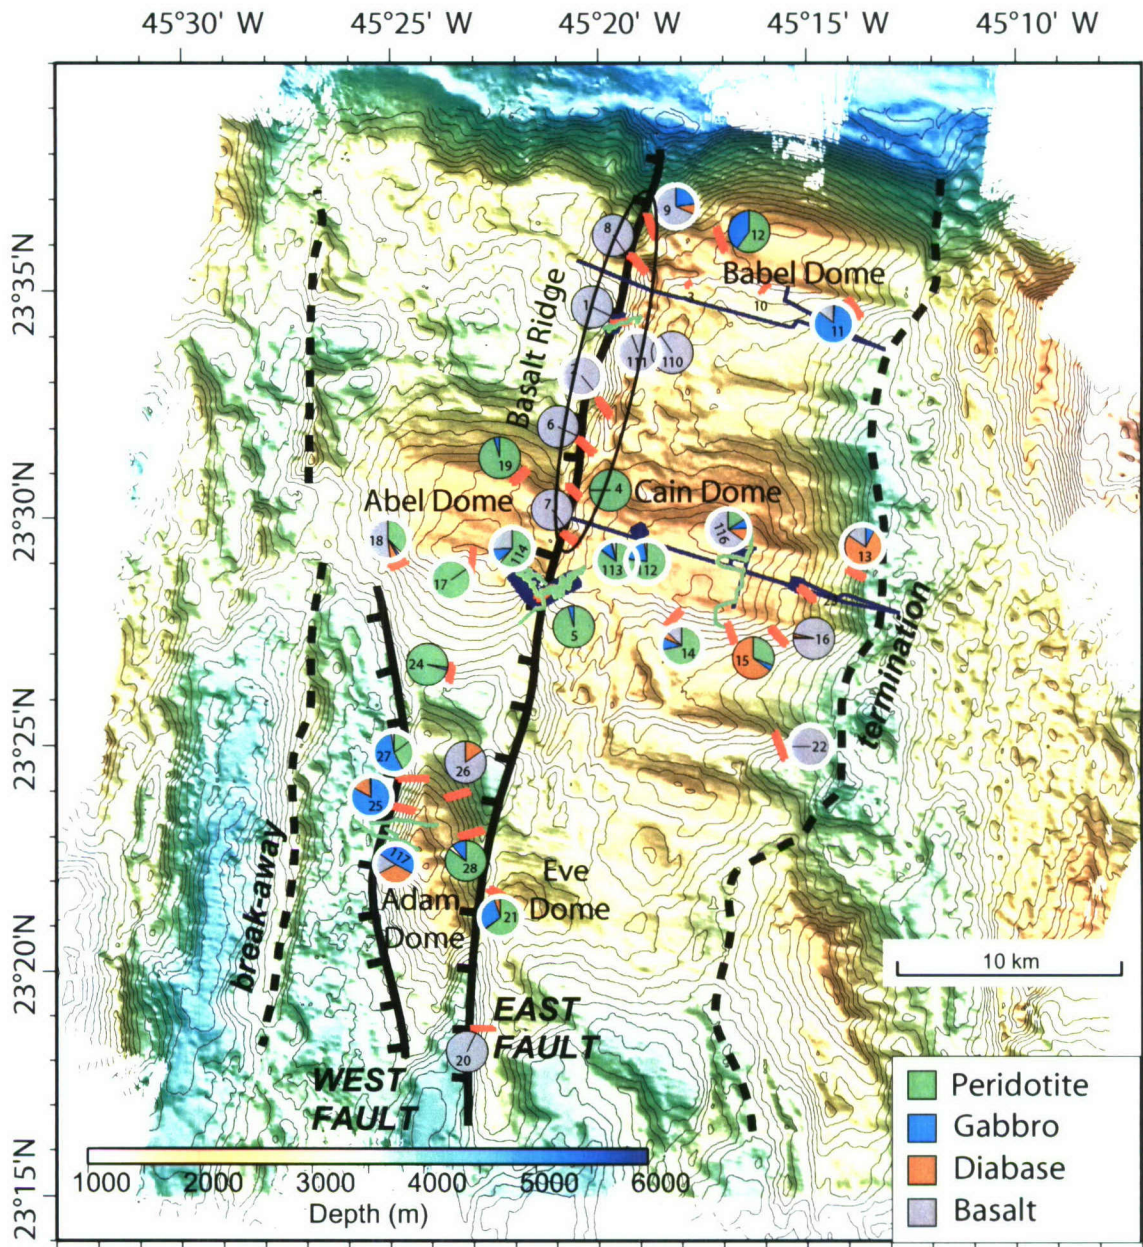 45°30' W 45°25' W 45°20' W 45°15' W 45°10' W
23°35'N
23°30'N
23°25'N
23°20'N
23°15'N
9
8
12
Babel Dome
1
3
10
11
Basalt Ridge
111
110
6
19
4
Abel Dome
Cain Dome
7
18
114
116
13
17
113
112
5
14
15
16
24
termination
27
26
22
25
117
28
Eve
Dome
Adam
Dome
21
break-away
10 km
EAST
FAULT
20
WEST
FAULT
1000 2000 3000 4000 5000 6000
Depth (m)
Peridotite
Gabbro
Diabase
Basalt